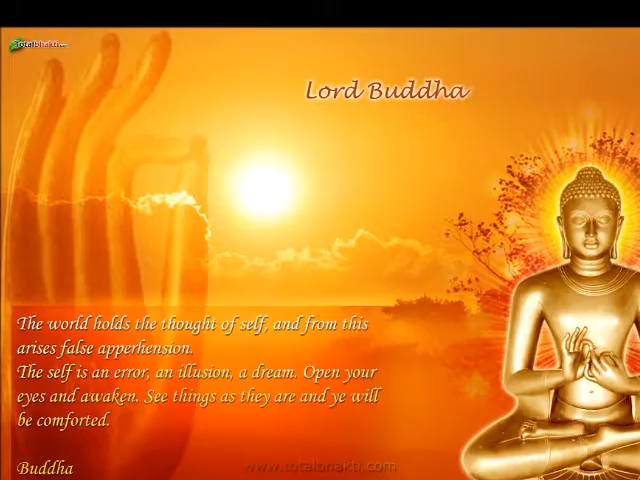 Totalbhakti.com
Lord Buddha
The world holds the thought of self, and from this
arises false apperhension.
The self is an error, an illusion, a dream. Open your
eyes and awaken. See things as they are and ye will
be comforted.
Buddha
www.totalbhakti.com